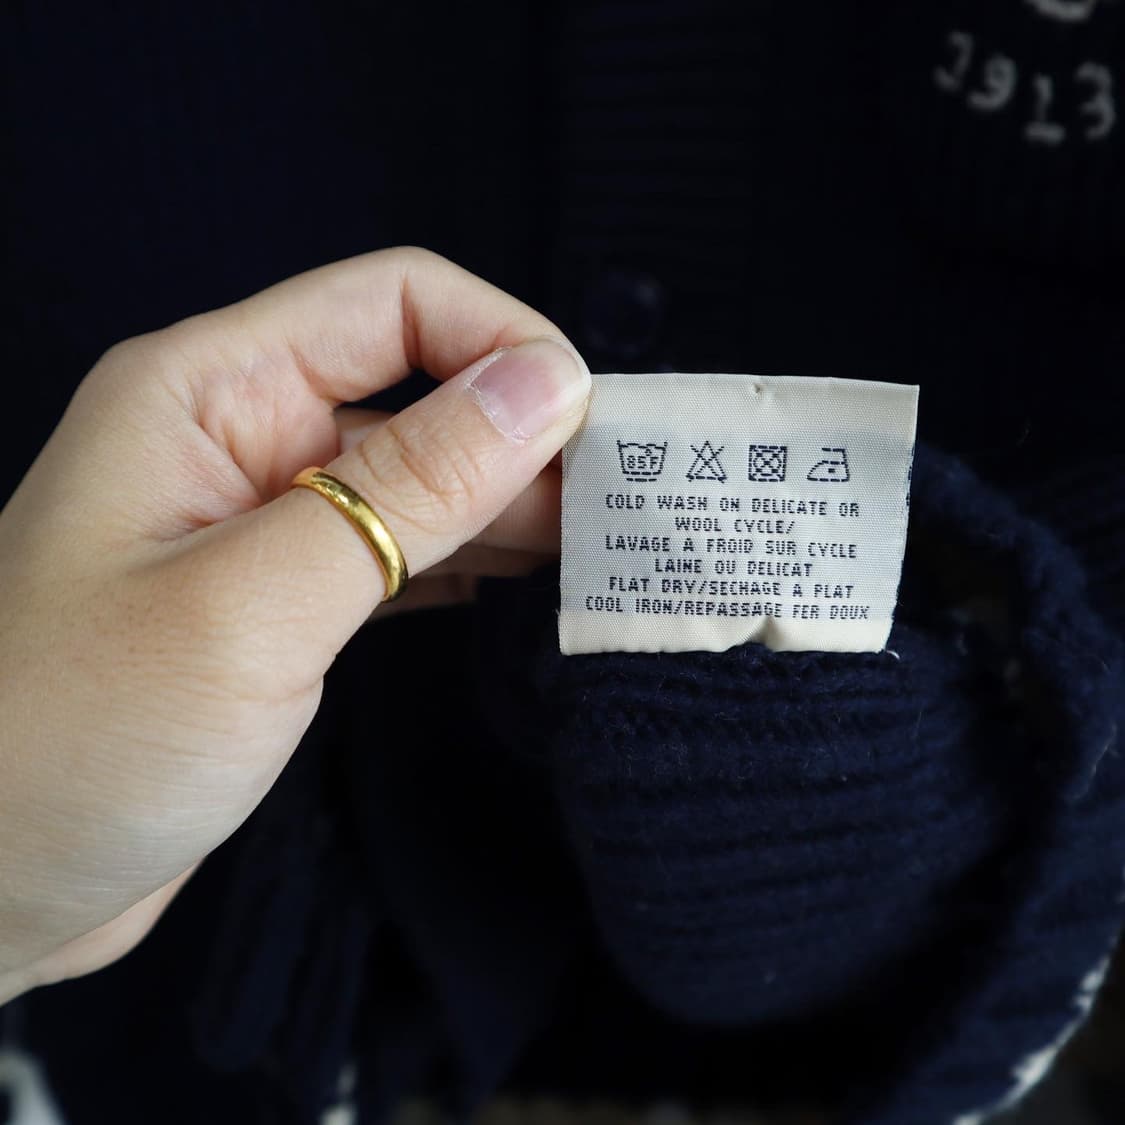 2913
85F
COLD WASH ON DELICATE OR
WOOL CYCLE/
LAVAGE A FROID SUR CYCLE
LAINE OU DELICAT
FLAT DRY/SECHAGE A PLAT
COOL IRON/REPASSAGE FER DOUX